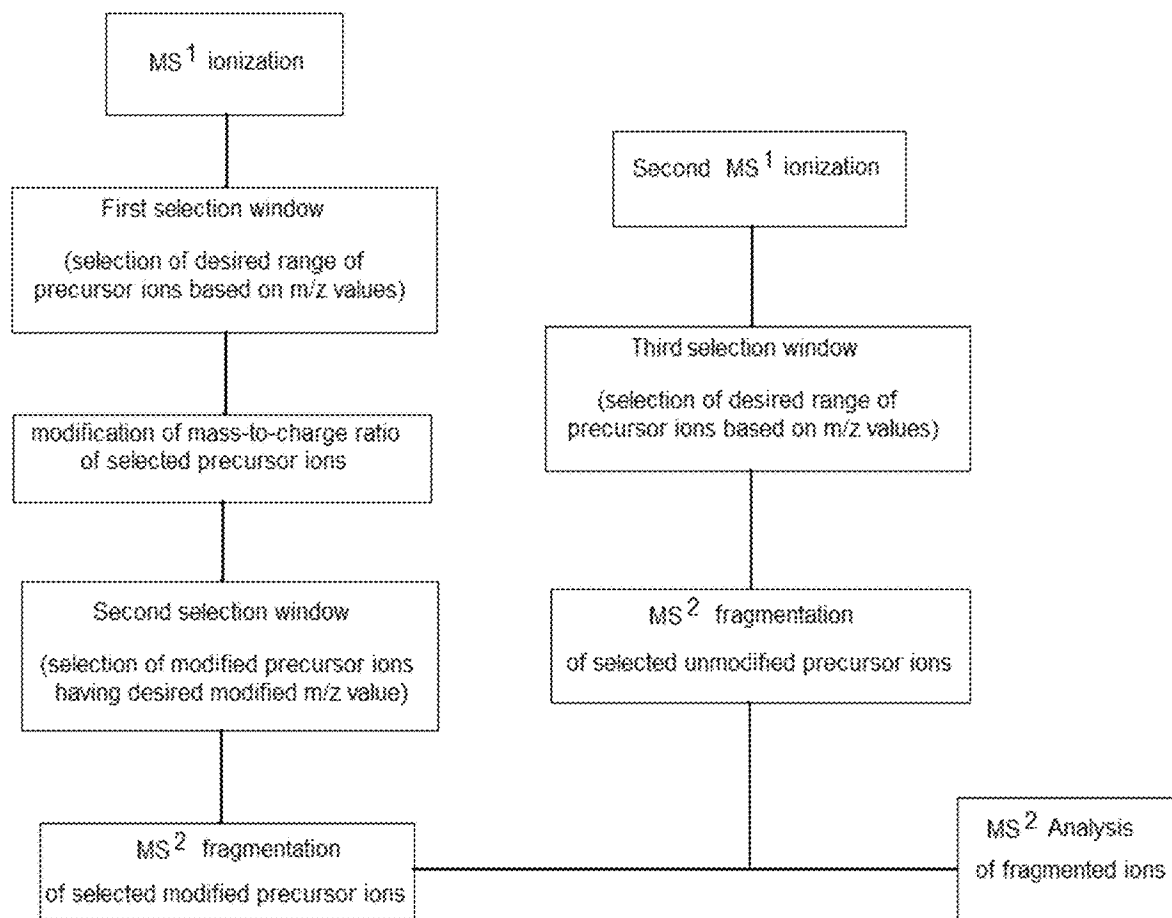 MS1 ionization
First selection window
(selection of desired range of
precursor ions based on m/z values)
modification of mass-to-charge ratio
of selected precursor ions
Second selection window
(selection of modified precursor ions
having desired modified m/z value)
MS2 fragmentation
of selected modified precursor ions
Second MS1 ionization
Third selection window
(selection of desired range of
precursor ions based on m/z values)
MS2 fragmentation
of selected unmodified precursor ions
MS2 Analysis
of fragmented ions